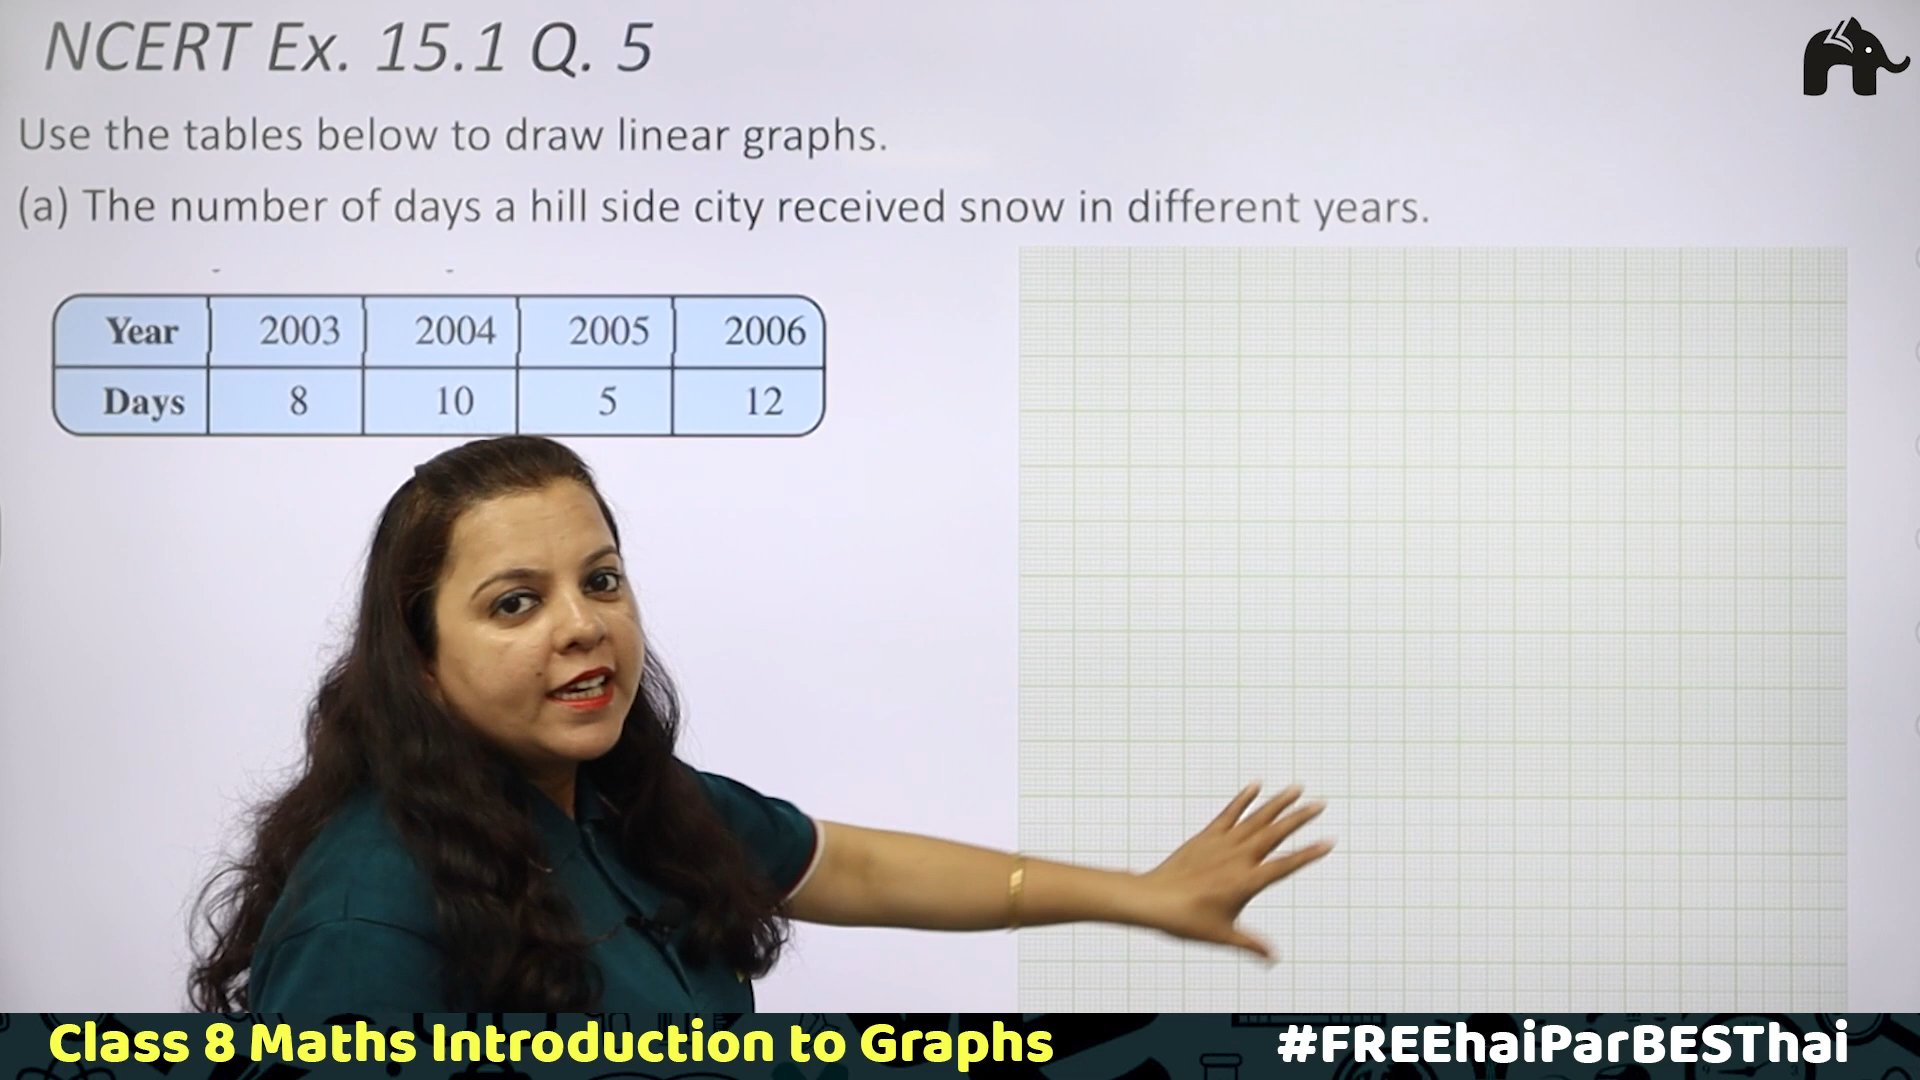 NCERT Ex. 15.1 Q. 5
Use the tables below to draw linear graphs.
(a) The number of days a hill side city received snow in different years.
Year 2003 2004 2005 2006
Days 8 10 5 12
Class 8 Maths Introduction to Graphs #FREEhaiParBESThai